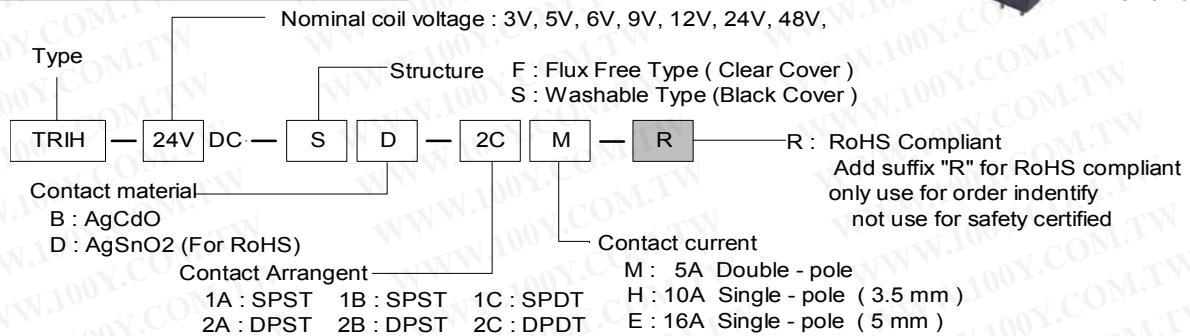 Nominal coil voltage : 3V, 5V, 6V, 9V, 12V, 24V, 48V,
Type
Structure F : Flux Free Type ( Clear Cover )
S : Washable Type (Black Cover )
TRIH — 24V DC — S D — 2C M — R R : RoHS Compliant
Add suffix "R" for RoHS compliant
only use for order indentify
not use for safety certified
Contact material
B : AgCdO
D : AgSnO2 (For RoHS)
Contact Arrangent
1A : SPST 1B : SPST 1C : SPDT
2A : DPST 2B : DPST 2C : DPDT
Contact current
M : 5A Double - pole
H : 10A Single - pole ( 3.5 mm )
E : 16A Single - pole ( 5 mm )
WWW.100Y.COM.TW